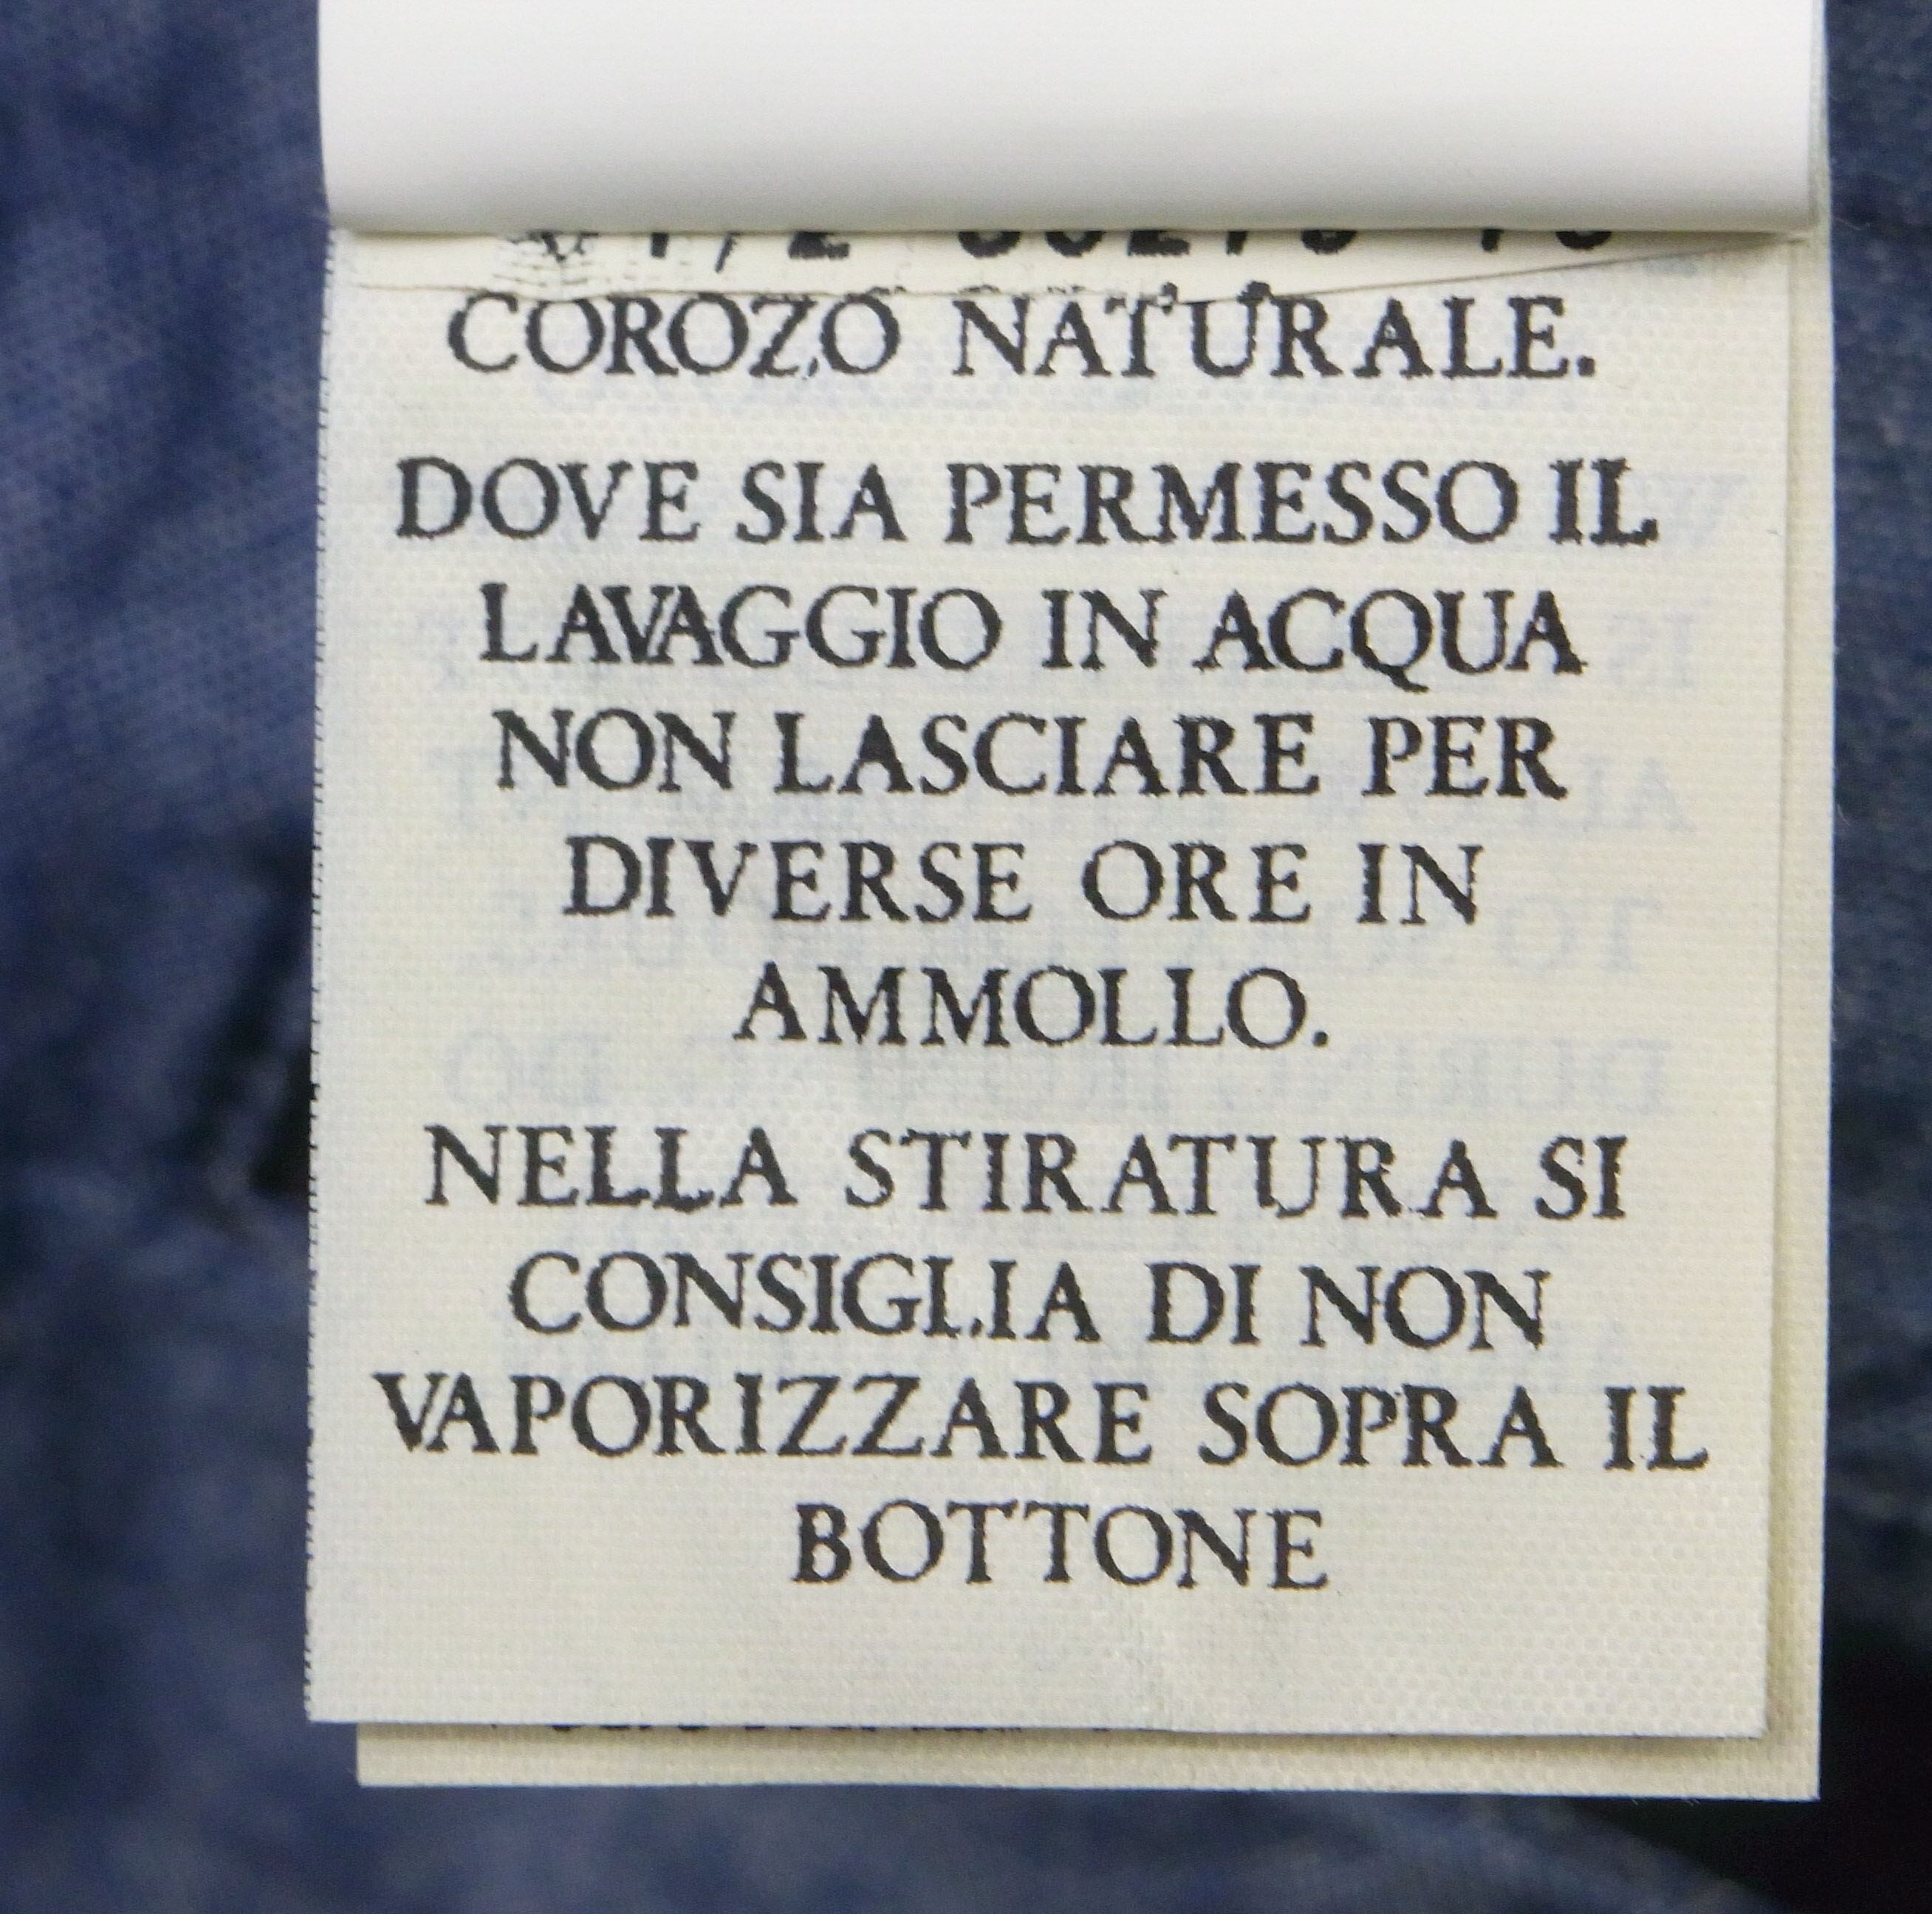 COROZO NATURALE.
DOVE SIA PERMESSO IL
LAVAGGIO IN ACQUA
NON LASCIARE PER
DIVERSE ORE IN
AMMOLLO.
NELLA STIRATURA SI
CONSIGLIA DI NON
VAPORIZZARE SOPRA IL
BOTTONE